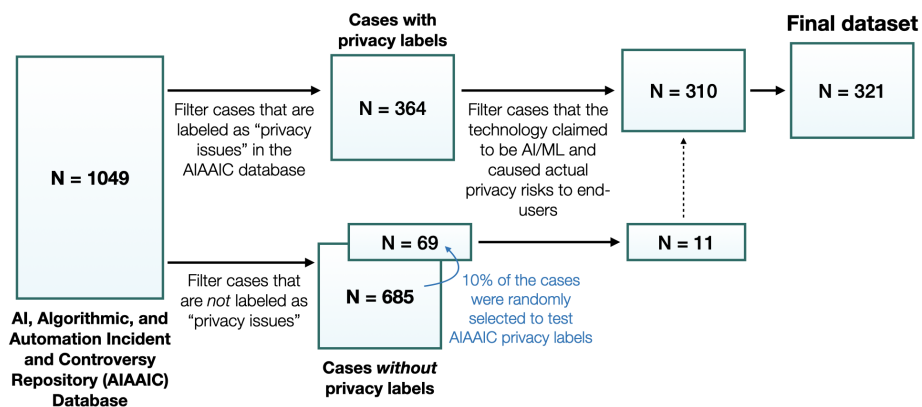 N = 1049
AI, Algorithmic, and
Automation Incident
and Controversy
Repository (AIAAIC)
Database
Filter cases that are
labeled as “privacy
issues” in the
AIAAIC database
Cases with
privacy labels
N = 364
Filter cases that the
technology claimed
to be AI/ML and
caused actual
privacy risks to end-
users
N = 310
Final dataset
N = 321
Filter cases that
are not labeled as
“privacy issues”
N = 69
N = 685
Cases without
privacy labels
10% of the cases
were randomly
selected to test
AIAAIC privacy labels
N = 11